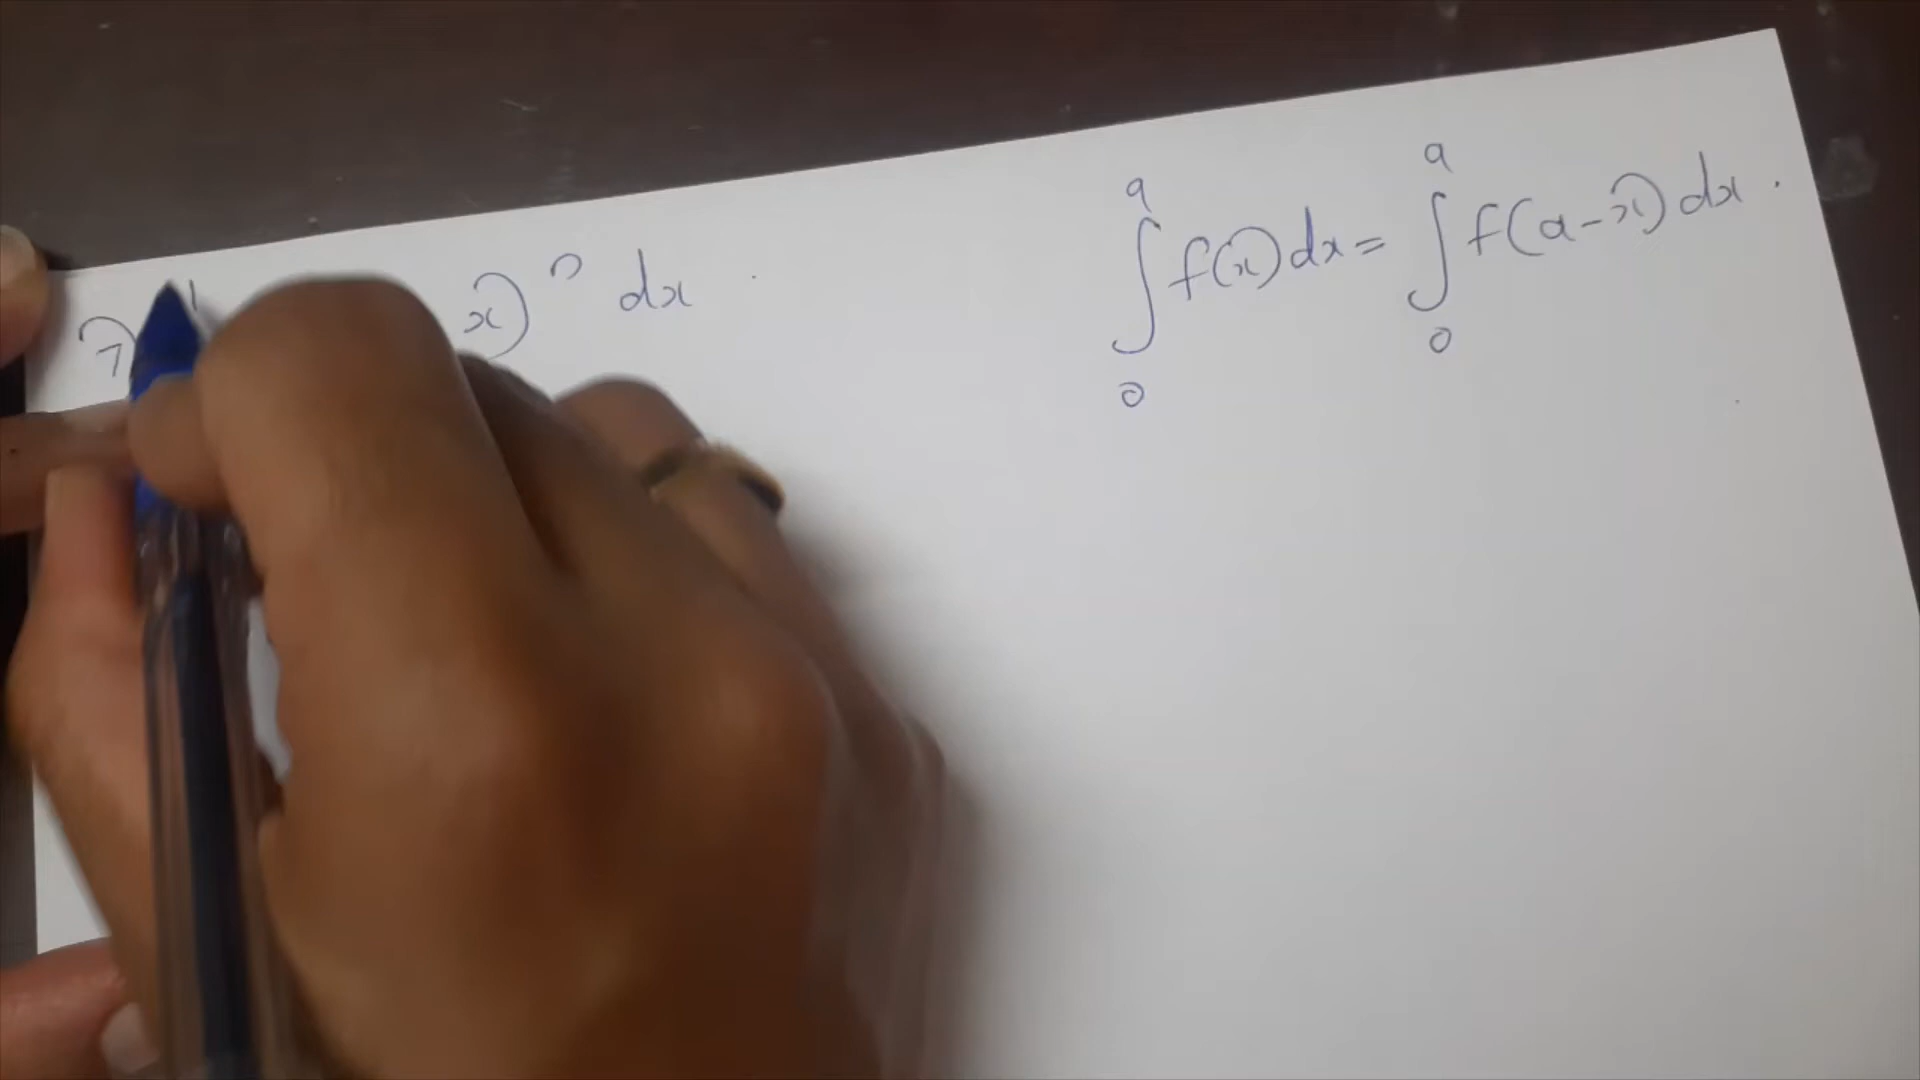 7) x)ⁿ dx
∫₀ᵃ f(x) dx = ∫₀ᵃ f(a-x) dx.